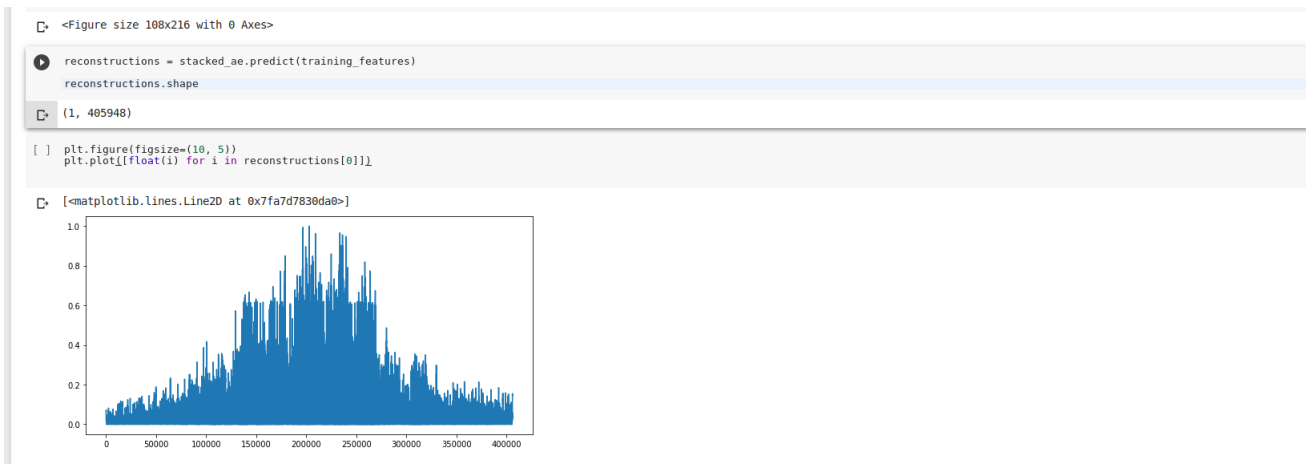 <Figure size 108x216 with 0 Axes>
reconstructions = stacked_ae.predict(training_features)
reconstructions.shape
(1, 405948)
[ ] plt.figure(figsize=(10, 5))
plt.plot([float(i) for i in reconstructions[0]])
[<matplotlib.lines.Line2D at 0x7fa7d7830da0>]
1.0
0.8
0.6
0.4
0.2
0.0
0 50000 100000 150000 200000 250000 300000 350000 400000